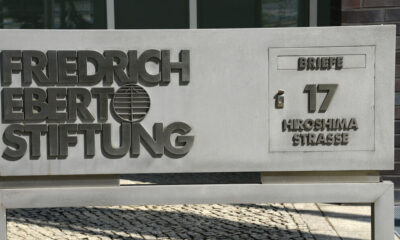 FRIEDRICH
EBERT
STIFTUNG
BRIEFE
17
HIROSHIMA
STRASSE